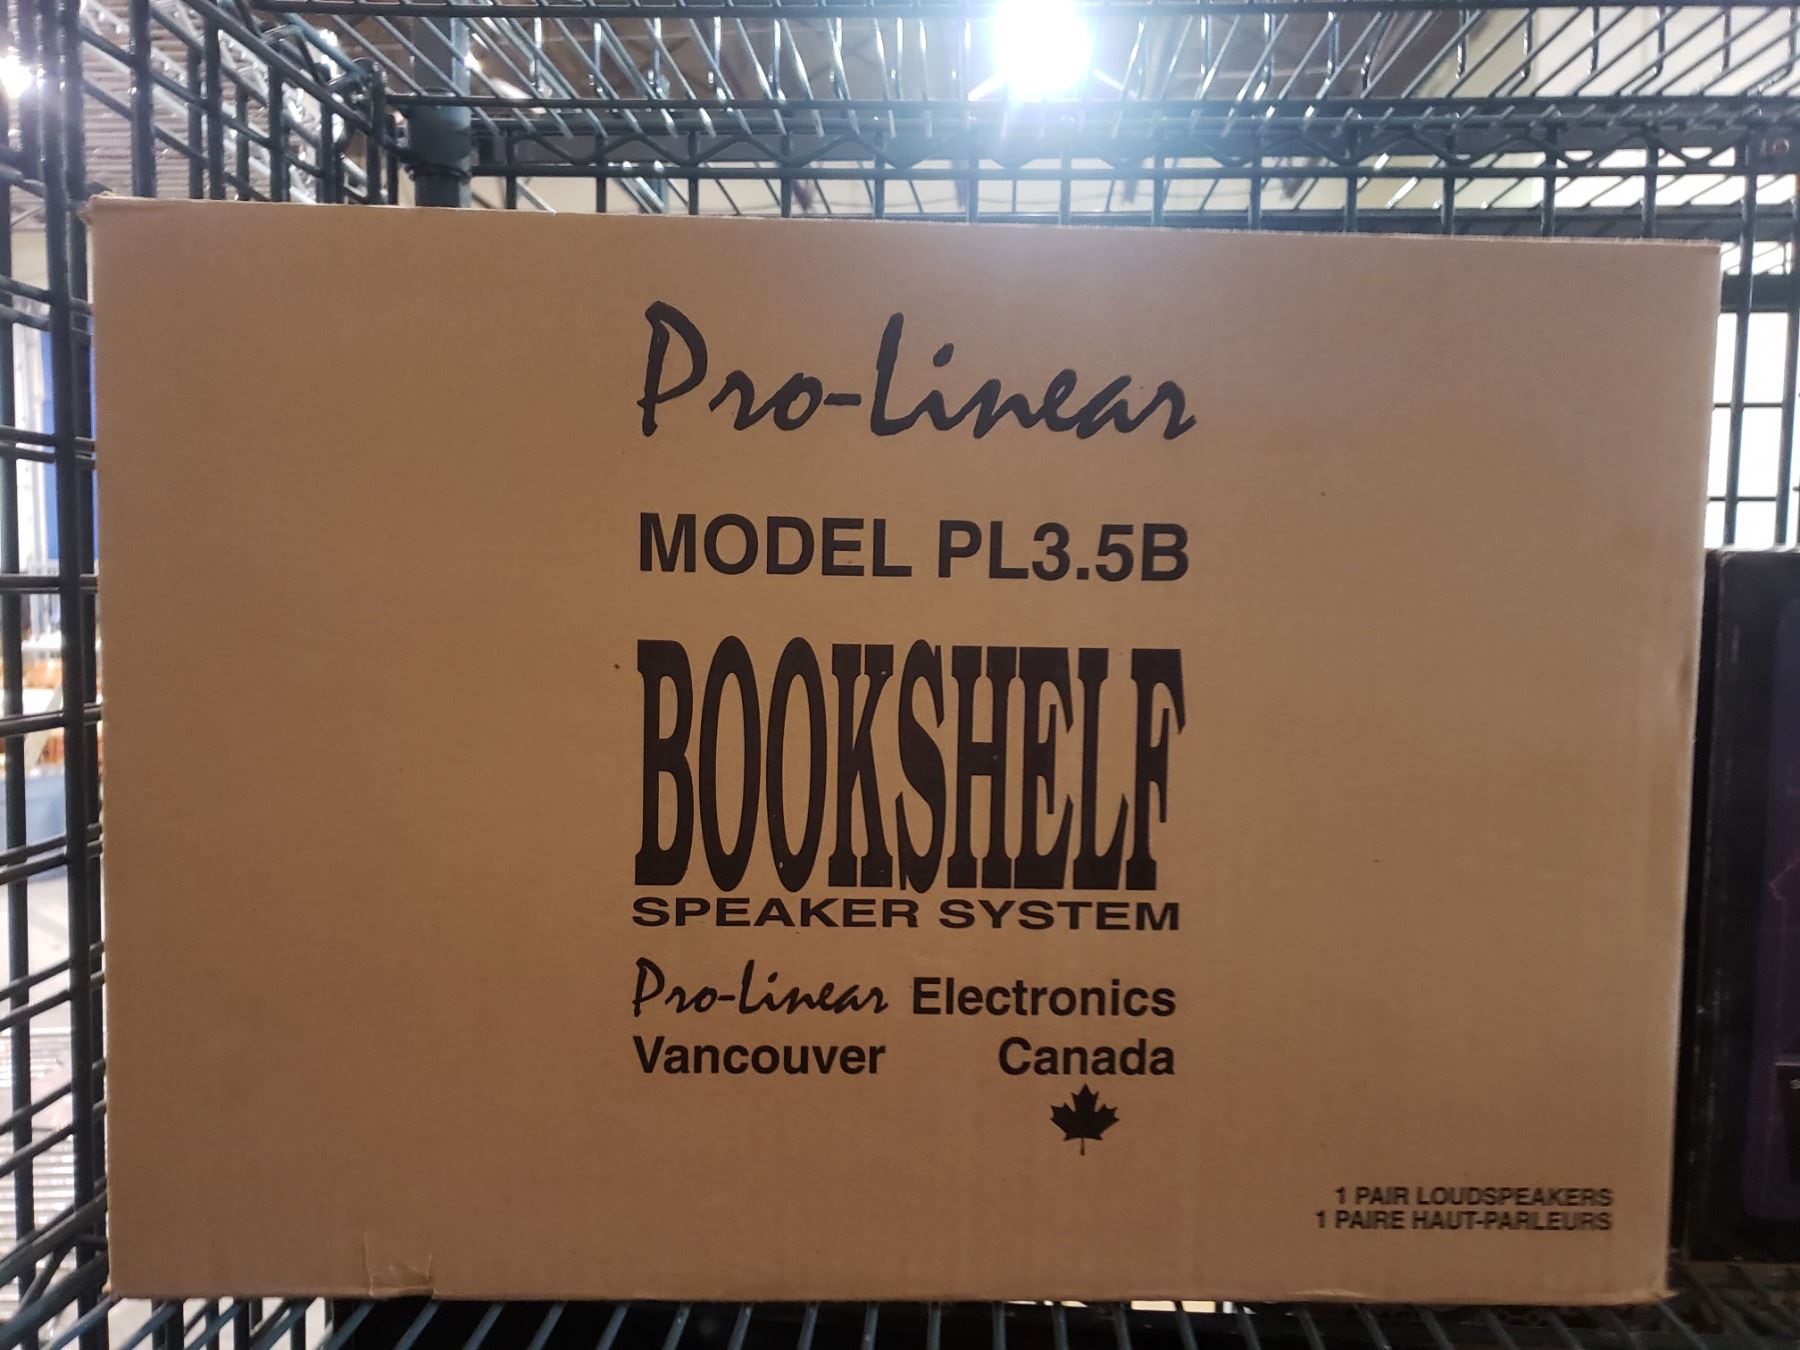 Pro-Linear
MODEL PL3.5B
BOOKSHELF
SPEAKER SYSTEM
Pro-Linear Electronics
Vancouver Canada
1 PAIR LOUDSPEAKERS
1 PAIRE HAUT-PARLEURS